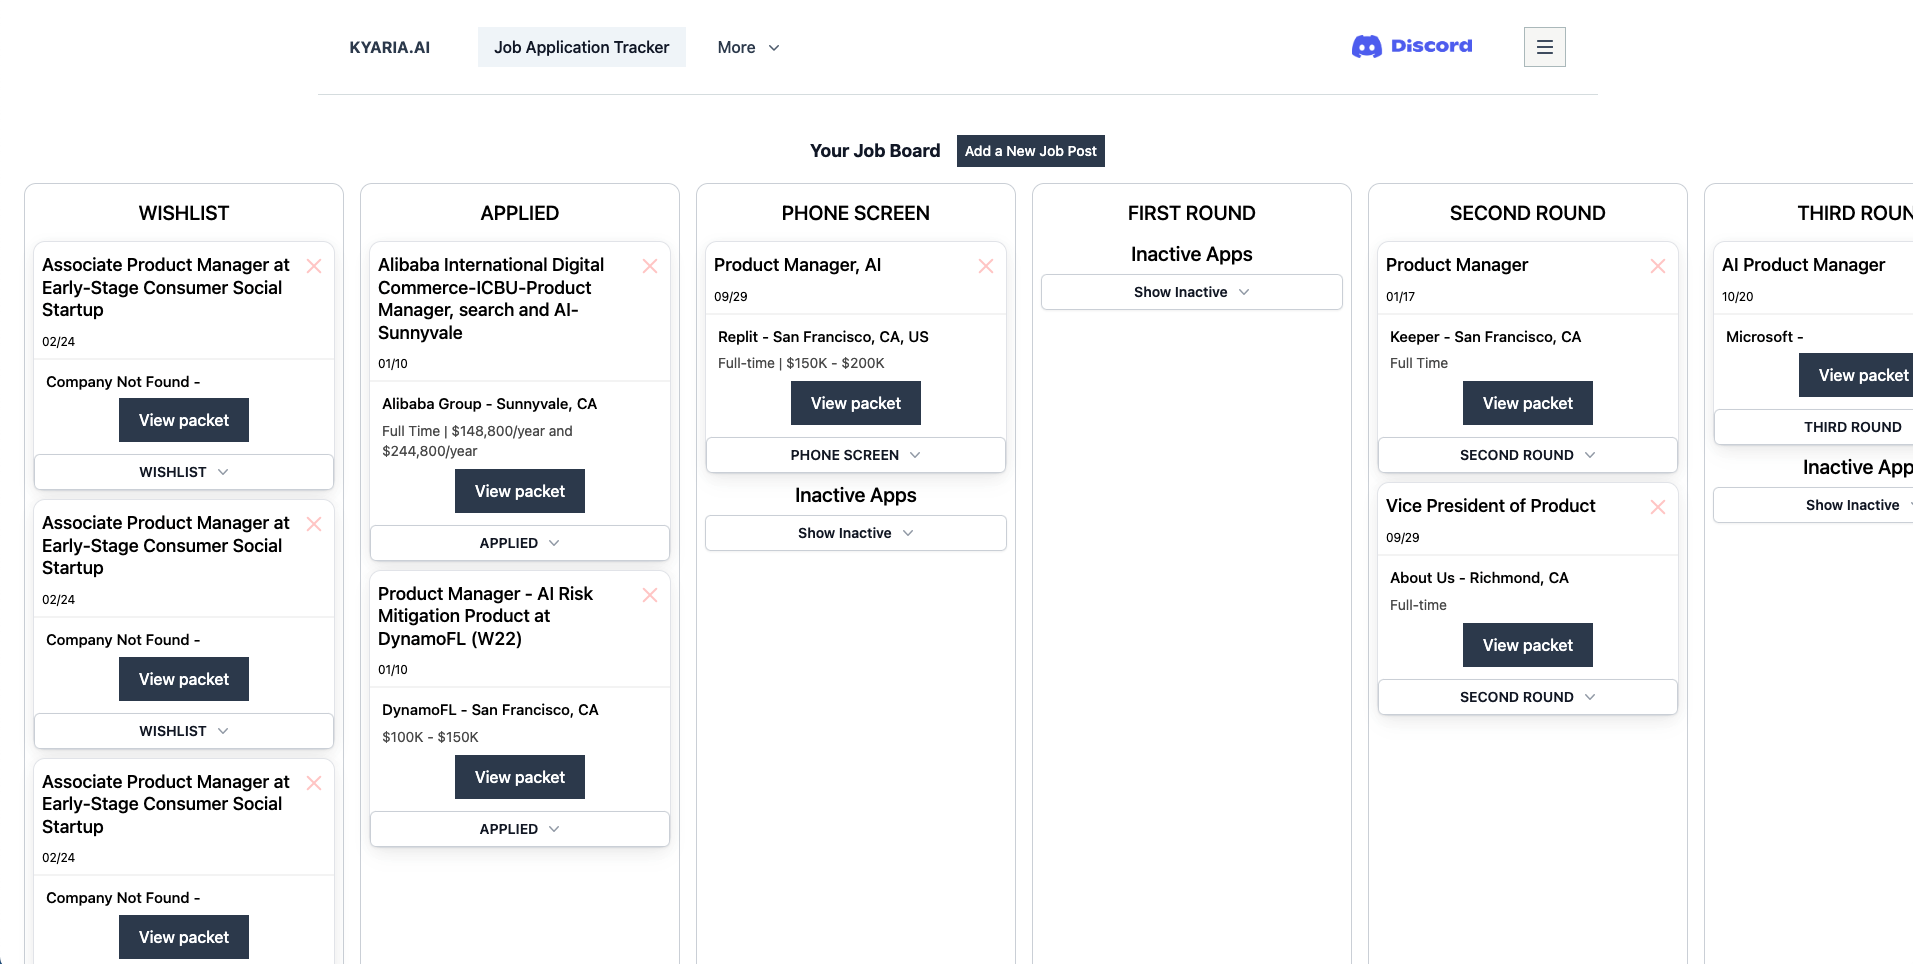 KYARIA.AI
Job Application Tracker
More
Discord
Your Job Board
Add a New Job Post
WISHLIST
Associate Product Manager at
Early-Stage Consumer Social
Startup
02/24
Company Not Found -
View packet
WISHLIST
Associate Product Manager at
Early-Stage Consumer Social
Startup
02/24
Company Not Found -
View packet
WISHLIST
Associate Product Manager at
Early-Stage Consumer Social
Startup
02/24
Company Not Found -
View packet
APPLIED
Alibaba International Digital
Commerce-ICBU-Product
Manager, search and AI-
Sunnyvale
01/10
Alibaba Group - Sunnyvale, CA
Full Time | $148,800/year and
$244,800/year
View packet
APPLIED
Product Manager - AI Risk
Mitigation Product at
DynamoFL (W22)
01/10
DynamoFL - San Francisco, CA
$100K - $150K
View packet
APPLIED
PHONE SCREEN
Product Manager, AI
09/29
Replit - San Francisco, CA, US
Full-time | $150K - $200K
View packet
PHONE SCREEN
Inactive Apps
Show Inactive
FIRST ROUND
Inactive Apps
Show Inactive
SECOND ROUND
Product Manager
01/17
Keeper - San Francisco, CA
Full Time
View packet
SECOND ROUND
Vice President of Product
09/29
About Us - Richmond, CA
Full-time
View packet
SECOND ROUND
THIRD ROUN
AI Product Manager
10/20
Microsoft -
View packet
THIRD ROUND
Inactive App
Show Inactive